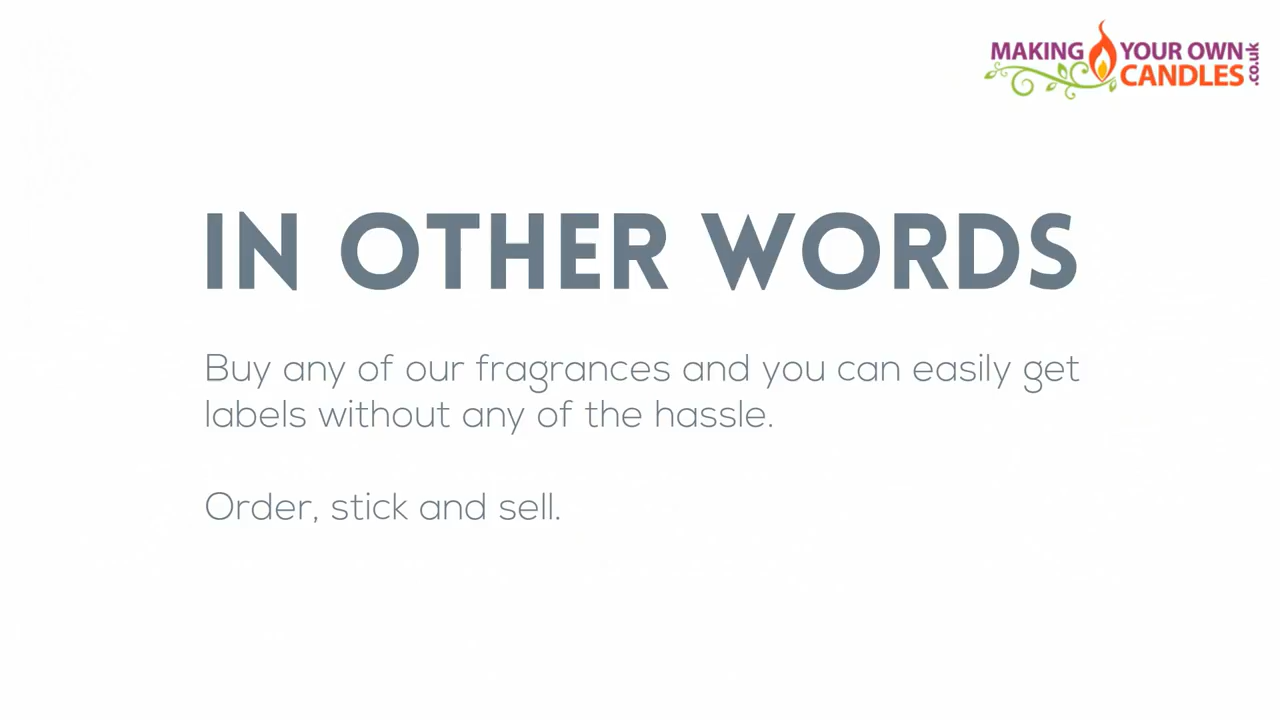 MAKING YOUR OWN
CANDLES .co.uk
IN OTHER WORDS
Buy any of our fragrances and you can easily get
labels without any of the hassle.
Order, stick and sell.